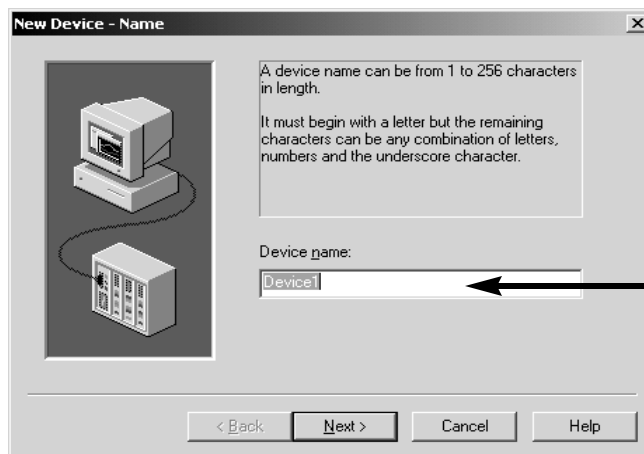 New Device - Name
A device name can be from 1 to 256 characters
in length.
It must begin with a letter but the remaining
characters can be any combination of letters,
numbers and the underscore character.
Device name:
Device1
< Back
Next >
Cancel
Help